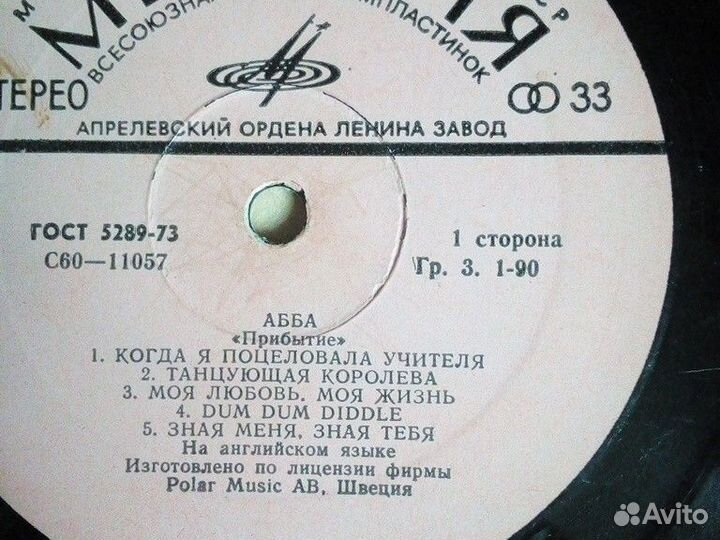 ВСЕСОЮЗНАЯ
СТЕРЕО
33
АПРЕЛЕВСКИЙ ОРДЕНА ЛЕНИНА ЗАВОД
ГОСТ 5289-73
С60—11057
1 сторона
Гр. 3. 1-90
АББА
«Прибытие»
1. КОГДА Я ПОЦЕЛОВАЛА УЧИТЕЛЯ
2. ТАНЦУЮЩАЯ КОРОЛЕВА
3. МОЯ ЛЮБОВЬ, МОЯ ЖИЗНЬ
4. DUM DUM DIDDLE
5. ЗНАЯ МЕНЯ, ЗНАЯ ТЕБЯ
На английском языке
Изготовлено по лицензии фирмы
Polar Music AB, Швеция
Avito